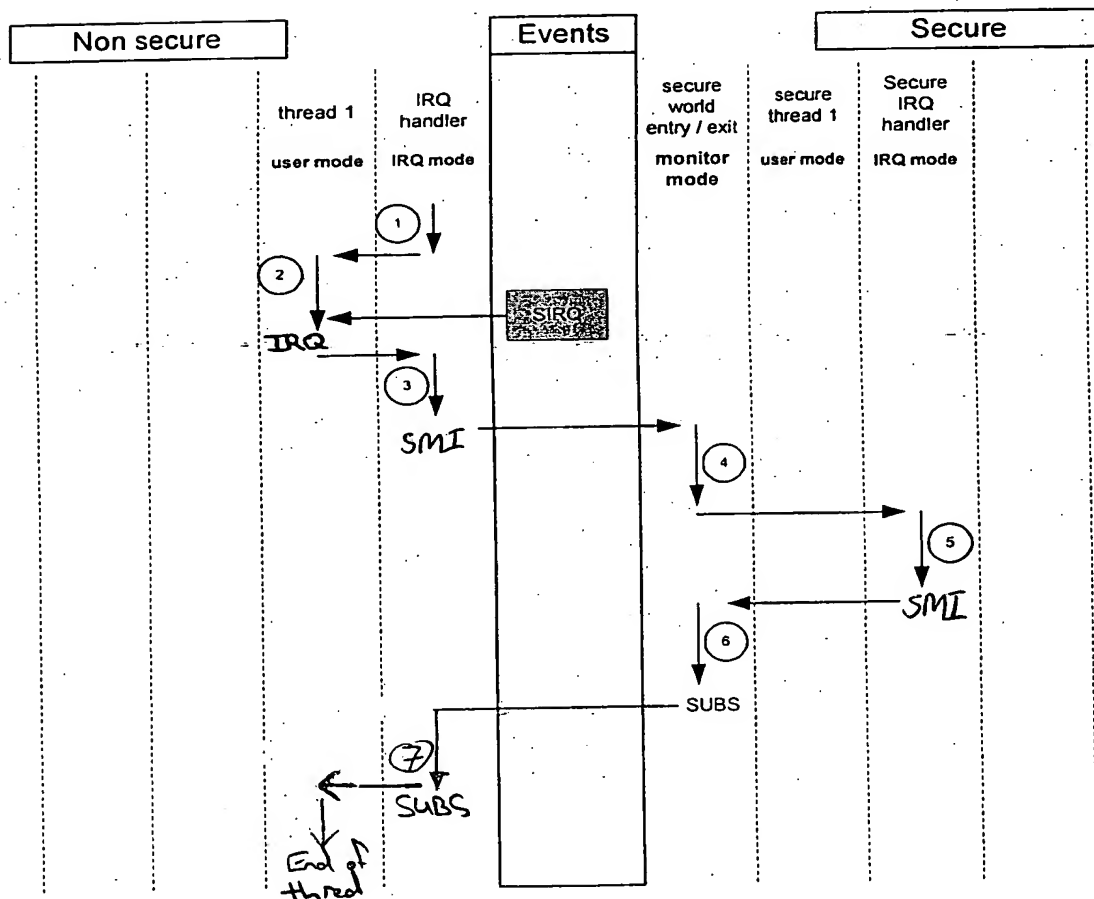 Non secure
Events
Secure
thread 1
user mode
IRQ
handler
IRQ mode
secure
world
entry / exit
monitor
mode
secure
thread 1
user mode
Secure
IRQ
handler
IRQ mode
1
2
SIRQ
IRQ
3
SMI
4
5
SMI
6
SUBS
7
SUBS
End of
thred